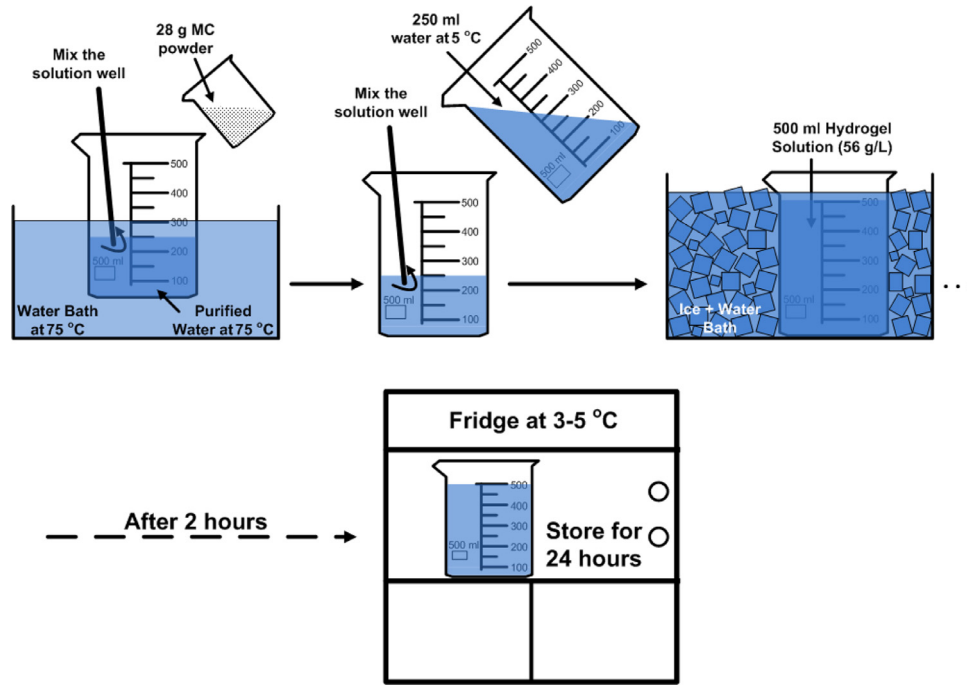 28 g MC
powder
Mix the
solution well
500
400
300
200
100
500 ml
Water Bath
at 75 °C
Purified
Water at 75 °C
250 ml
water at 5 °C
Mix the
solution well
500
400
300
200
100
500 ml
500
400
300
200
100
500 ml
500 ml Hydrogel
Solution (56 g/L)
500
400
300
200
100
500 ml
Ice + Water
Bath
After 2 hours
Fridge at 3-5 °C
500
400
300
200
100
500 ml
Store for
24 hours